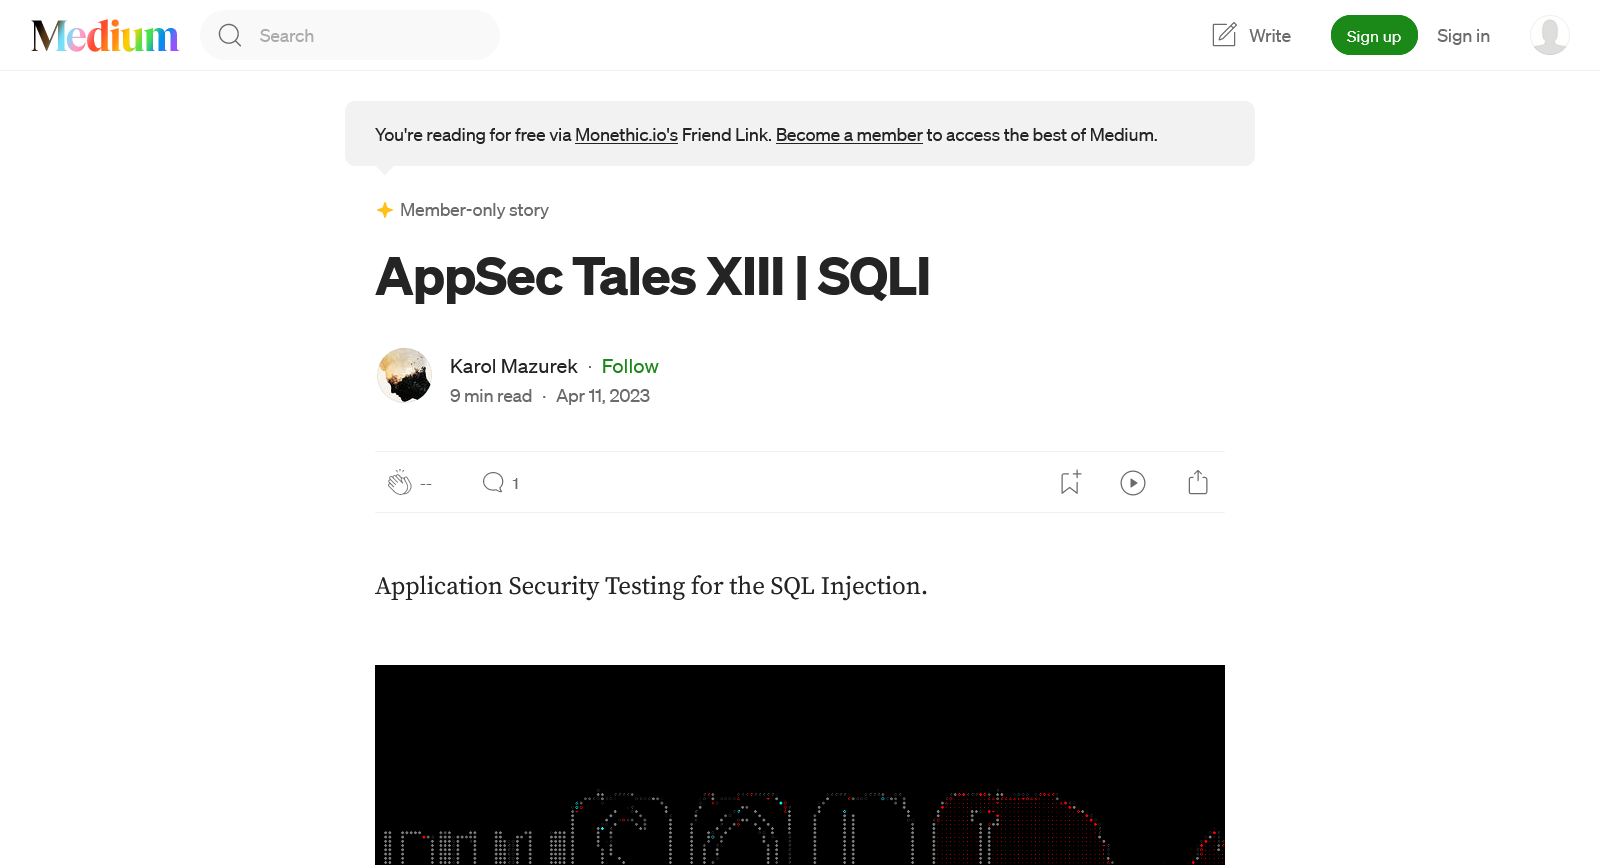 Medium
Search
Write
Sign up
Sign in
You're reading for free via Monethic.io's Friend Link. Become a member to access the best of Medium.
Member-only story
AppSec Tales XIII | SQLI
Karol Mazurek · Follow
9 min read · Apr 11, 2023
--
1
Application Security Testing for the SQL Injection.